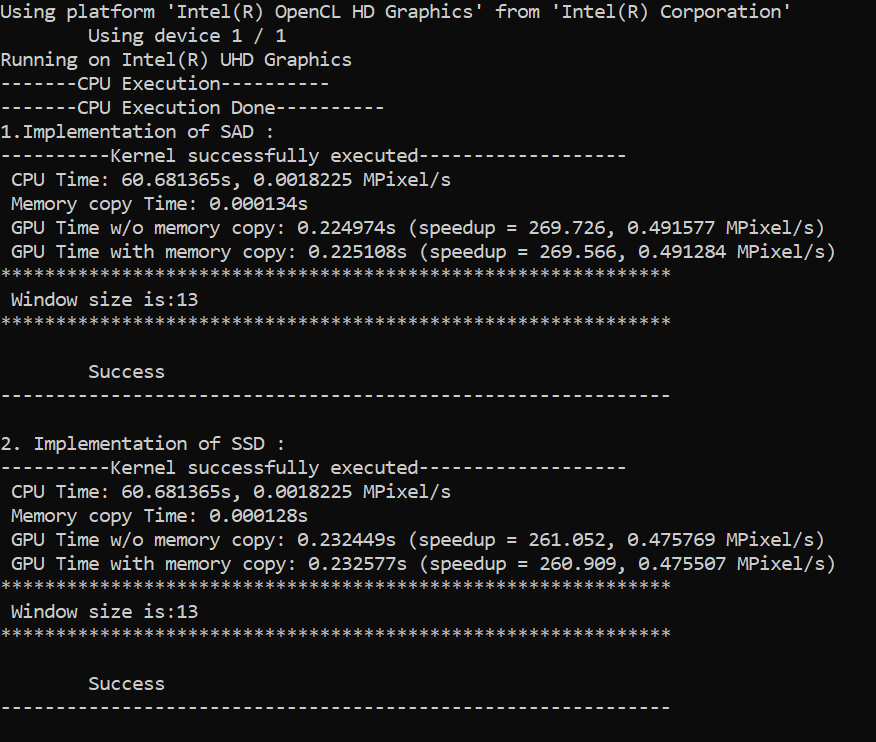 Using platform 'Intel(R) OpenCL HD Graphics' from 'Intel(R) Corporation'
        Using device 1 / 1
Running on Intel(R) UHD Graphics
-------CPU Execution----------
-------CPU Execution Done----------
1.Implementation of SAD :
----------Kernel successfully executed-------------------
 CPU Time: 60.681365s, 0.0018225 MPixel/s
 Memory copy Time: 0.000134s
 GPU Time w/o memory copy: 0.224974s (speedup = 269.726, 0.491577 MPixel/s)
 GPU Time with memory copy: 0.225108s (speedup = 269.566, 0.491284 MPixel/s)
*************************************************************
 Window size is:13
*************************************************************
        Success
-------------------------------------------------------------
2. Implementation of SSD :
----------Kernel successfully executed-------------------
 CPU Time: 60.681365s, 0.0018225 MPixel/s
 Memory copy Time: 0.000128s
 GPU Time w/o memory copy: 0.232449s (speedup = 261.052, 0.475769 MPixel/s)
 GPU Time with memory copy: 0.232577s (speedup = 260.909, 0.475507 MPixel/s)
*************************************************************
 Window size is:13
*************************************************************
        Success
-------------------------------------------------------------